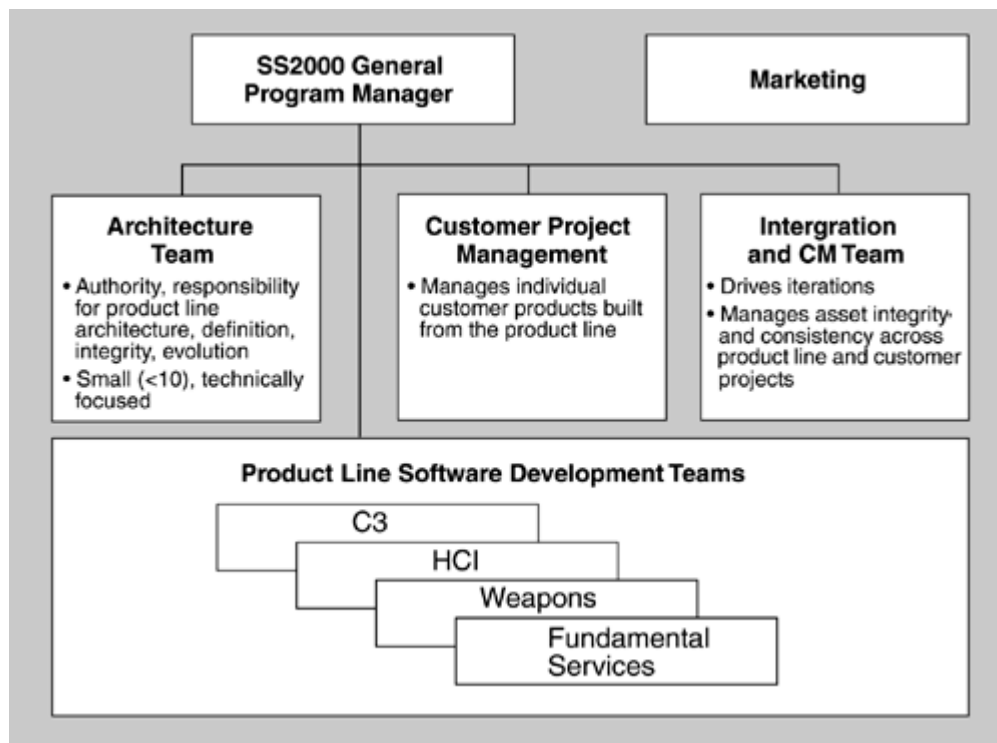 SS2000 General
Program Manager
Marketing
Architecture
Team
• Authority, responsibility
for product line
architecture, definition,
integrity, evolution
• Small (<10), technically
focused
Customer Project
Management
• Manages individual
customer products built
from the product line
Intergration
and CM Team
• Drives iterations
• Manages asset integrity
and consistency across
product line and customer
projects
Product Line Software Development Teams
C3
HCI
Weapons
Fundamental
Services